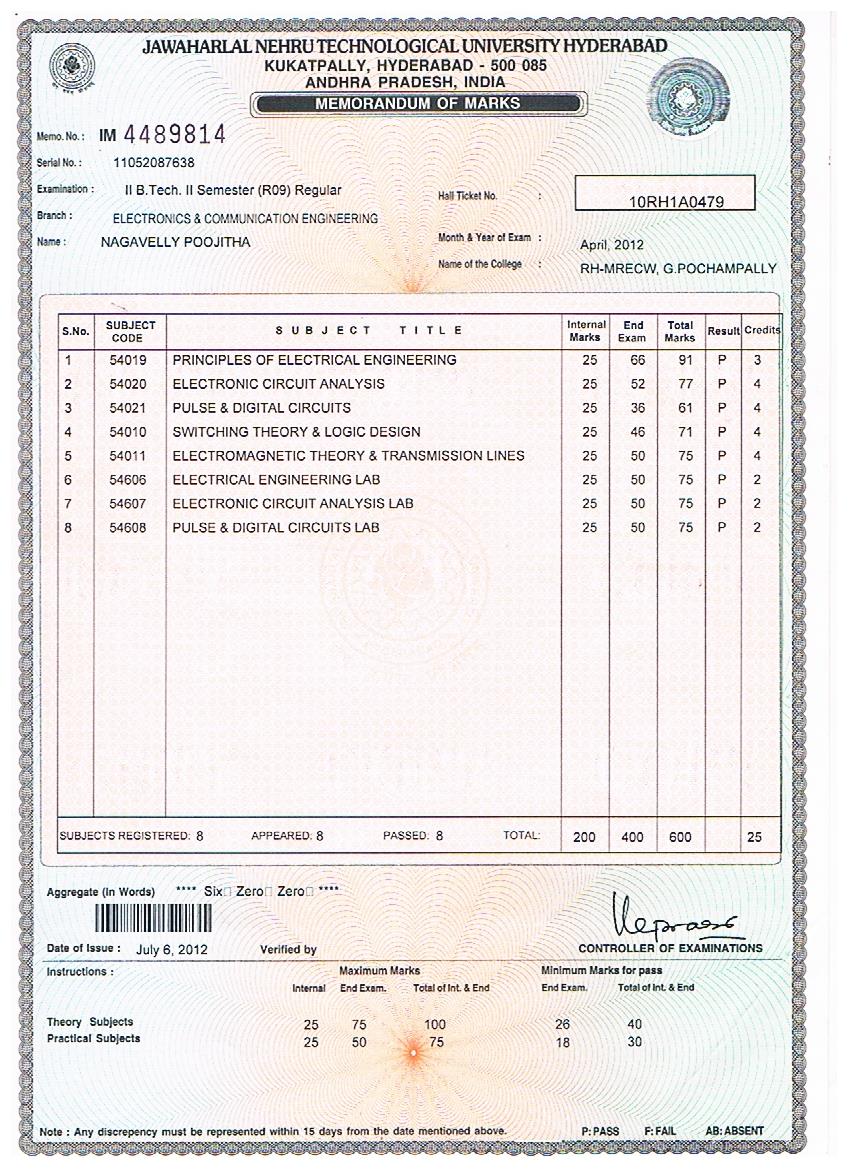 JAWAHARLAL NEHRU TECHNOLOGICAL UNIVERSITY HYDERABAD
KUKATPALLY, HYDERABAD - 500 085
ANDHRA PRADESH, INDIA
MEMORANDUM OF MARKS
Memo. No. : IM 4489814
Serial No. : 11052087638
Examination : II B.Tech. II Semester (R09) Regular
Hall Ticket No. : 10RH1A0479
Branch : ELECTRONICS & COMMUNICATION ENGINEERING
Name : NAGAVELLY POOJITHA
Month & Year of Exam : April, 2012
Name of the College : RH-MRECW, G.POCHAMPALLY
S.No. SUBJECT CODE SUBJECT TITLE Internal Marks End Exam Total Marks Result Credits
1 54019 PRINCIPLES OF ELECTRICAL ENGINEERING 25 66 91 P 3
2 54020 ELECTRONIC CIRCUIT ANALYSIS 25 52 77 P 4
3 54021 PULSE & DIGITAL CIRCUITS 25 36 61 P 4
4 54010 SWITCHING THEORY & LOGIC DESIGN 25 46 71 P 4
5 54011 ELECTROMAGNETIC THEORY & TRANSMISSION LINES 25 50 75 P 4
6 54606 ELECTRICAL ENGINEERING LAB 25 50 75 P 2
7 54607 ELECTRONIC CIRCUIT ANALYSIS LAB 25 50 75 P 2
8 54608 PULSE & DIGITAL CIRCUITS LAB 25 50 75 P 2
SUBJECTS REGISTERED: 8 APPEARED: 8 PASSED: 8 TOTAL: 200 400 600 25
Aggregate (In Words) **** Six□ Zero□ Zero□ ****
Date of Issue : July 6, 2012 Verified by CONTROLLER OF EXAMINATIONS
Instructions : Maximum Marks Minimum Marks for pass
Internal End Exam. Total of Int. & End End Exam. Total of Int. & End
Theory Subjects 25 75 100 26 40
Practical Subjects 25 50 75 18 30
Note : Any discrepancy must be represented within 15 days from the date mentioned above. P: PASS F: FAIL AB: ABSENT